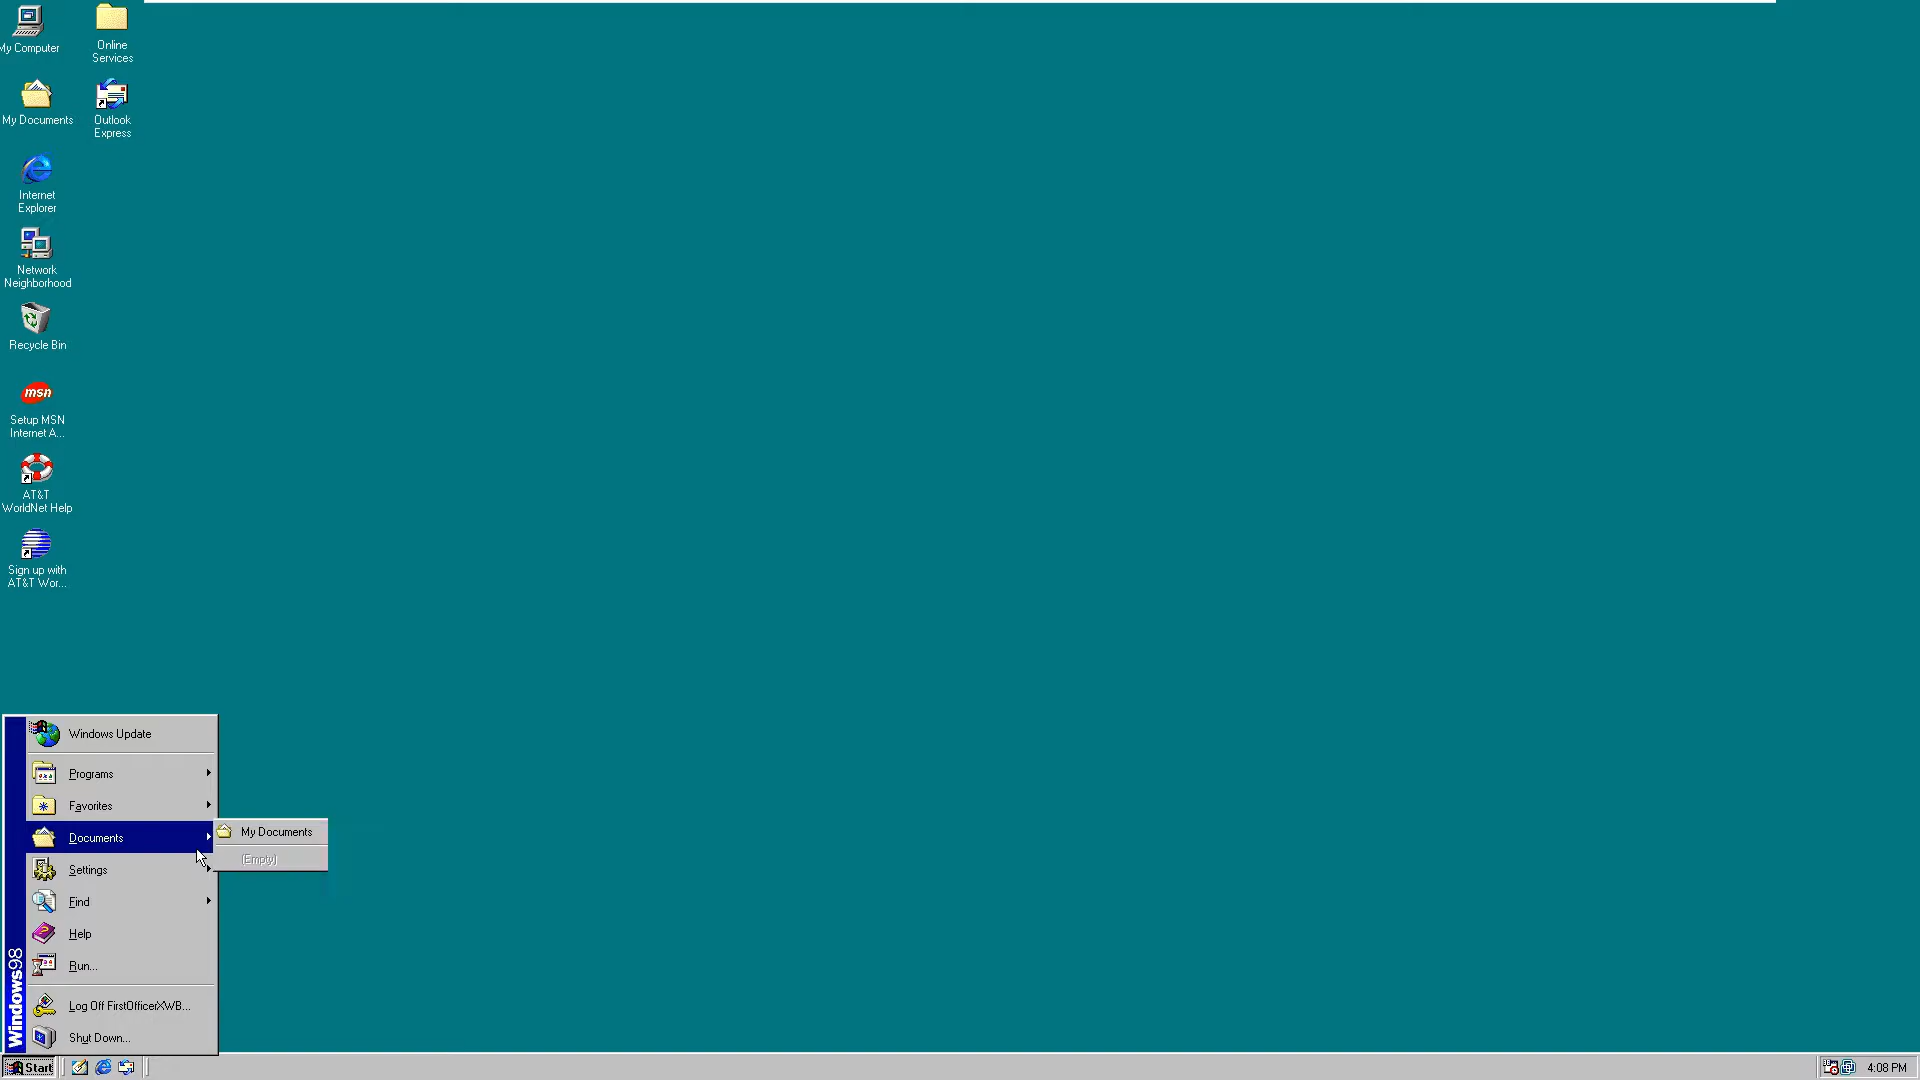 My Computer
Online
Services
My Documents
Outlook
Express
Internet
Explorer
Network
Neighborhood
Recycle Bin
msn
Setup MSN
Internet A...
AT&T
WorldNet Help
Sign up with
AT&T Wor...
Windows Update
Programs
Favorites
Documents
My Documents
(Empty)
Settings
Find
Help
Run...
Log Off FirstOfficerXWB...
Shut Down...
Windows98
Start
4:08 PM